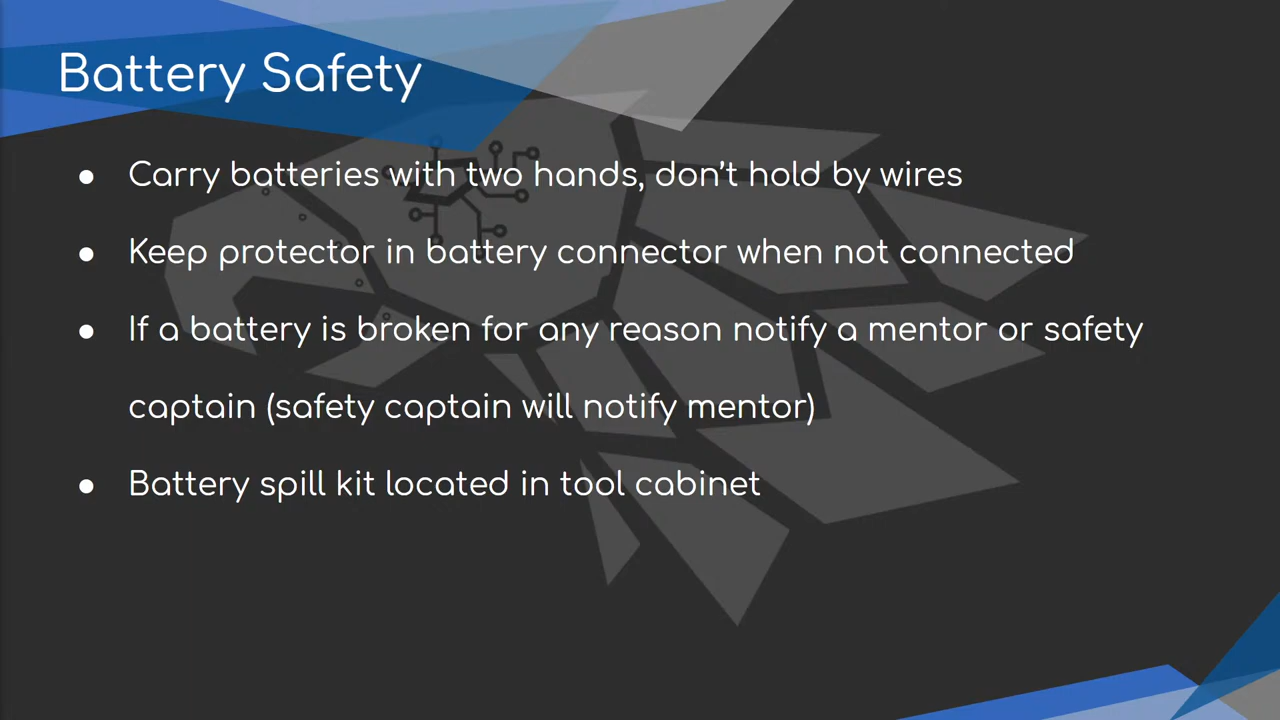 Battery Safety
● Carry batteries with two hands, don't hold by wires
● Keep protector in battery connector when not connected
● If a battery is broken for any reason notify a mentor or safety
captain (safety captain will notify mentor)
● Battery spill kit located in tool cabinet